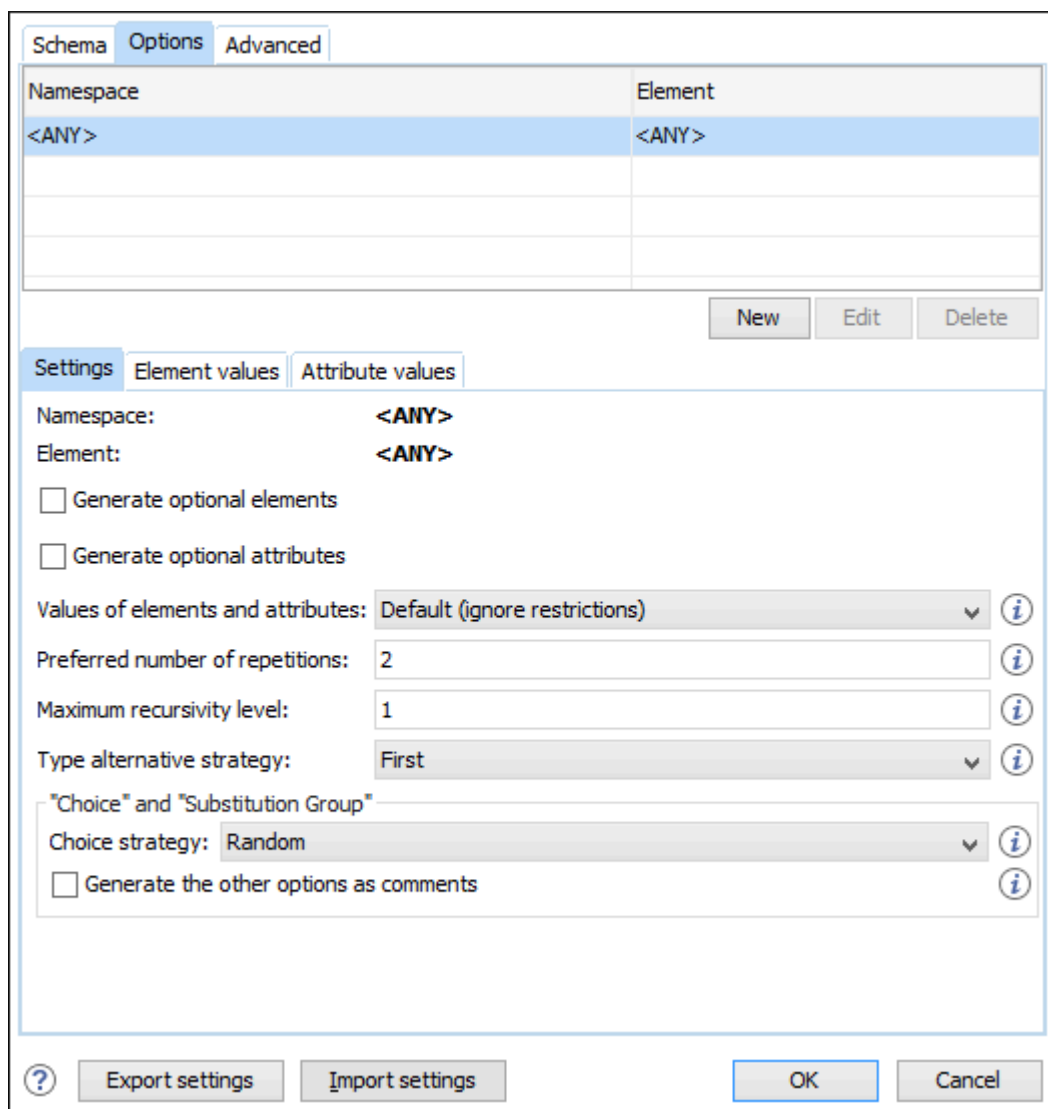 Schema Options Advanced
Namespace Element
<ANY> <ANY>
New Edit Delete
Settings Element values Attribute values
Namespace: <ANY>
Element: <ANY>
Generate optional elements
Generate optional attributes
Values of elements and attributes: Default (ignore restrictions)
Preferred number of repetitions: 2
Maximum recursivity level: 1
Type alternative strategy: First
"Choice" and "Substitution Group"
Choice strategy: Random
Generate the other options as comments
? Export settings Import settings OK Cancel